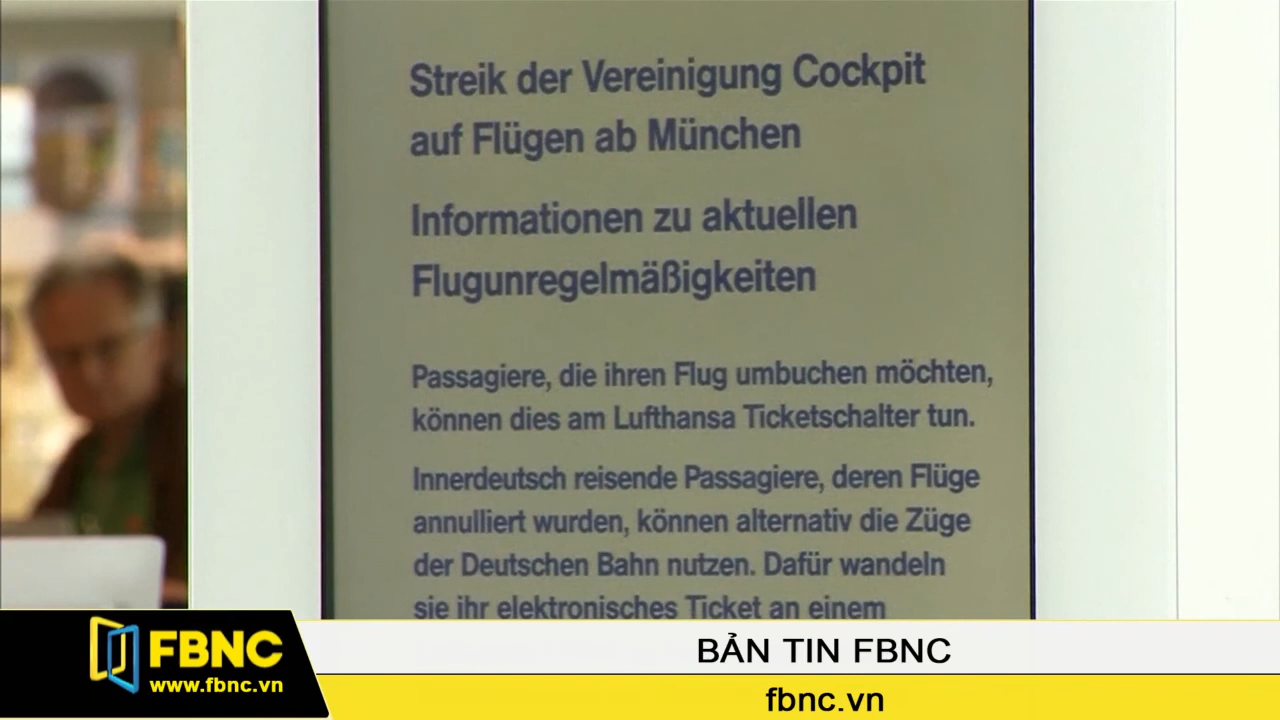 Streik der Vereinigung Cockpit
auf Flügen ab München
Informationen zu aktuellen
Flugunregelmäßigkeiten
Passagiere, die ihren Flug umbuchen möchten,
können dies am Lufthansa Ticketschalter tun.
Innerdeutsch reisende Passagiere, deren Flüge
annulliert wurden, können alternativ die Züge
der Deutschen Bahn nutzen. Dafür wandeln
sie ihr elektronisches Ticket an einem
FBNC
www.fbnc.vn
BẢN TIN FBNC
fbnc.vn